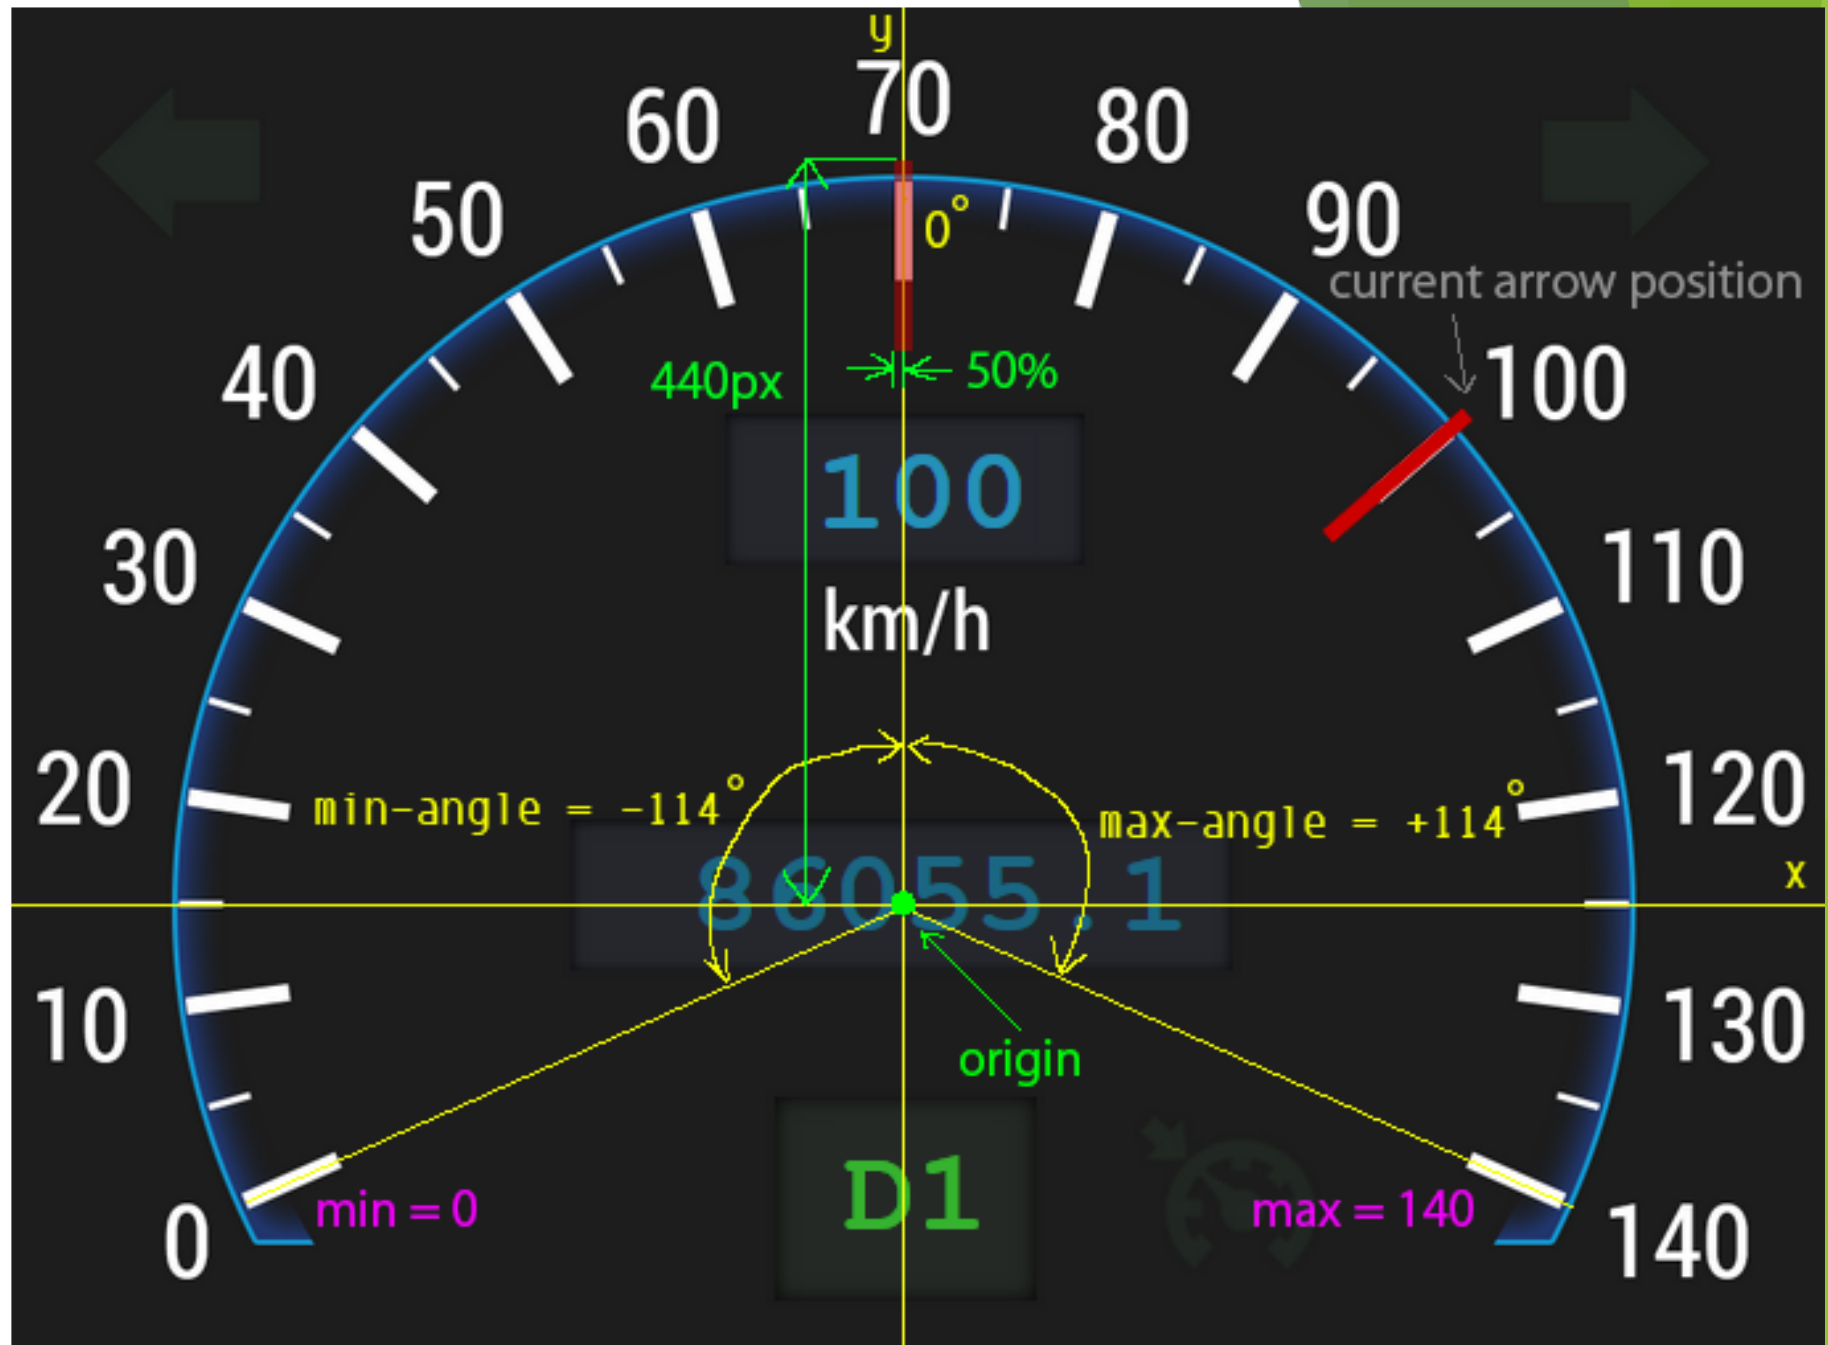 y
70
60
80
50
90
0°
current arrow position
40
100
440px
50%
100
30
110
km/h
20
120
min-angle = -114°
max-angle = +114°
x
86055.1
10
130
origin
D1
min = 0
max = 140
0
140